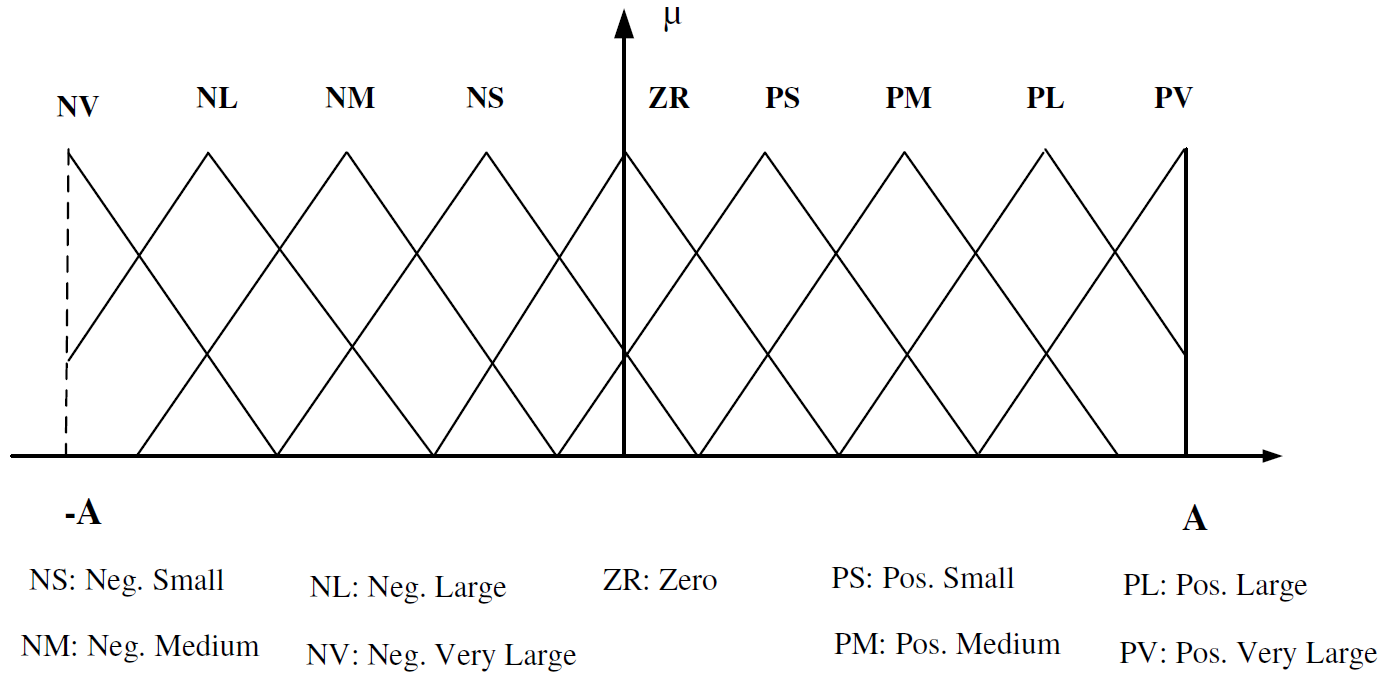 μ
NV NL NM NS ZR PS PM PL PV
-A A
NS: Neg. Small NL: Neg. Large ZR: Zero PS: Pos. Small PL: Pos. Large
NM: Neg. Medium NV: Neg. Very Large PM: Pos. Medium PV: Pos. Very Large